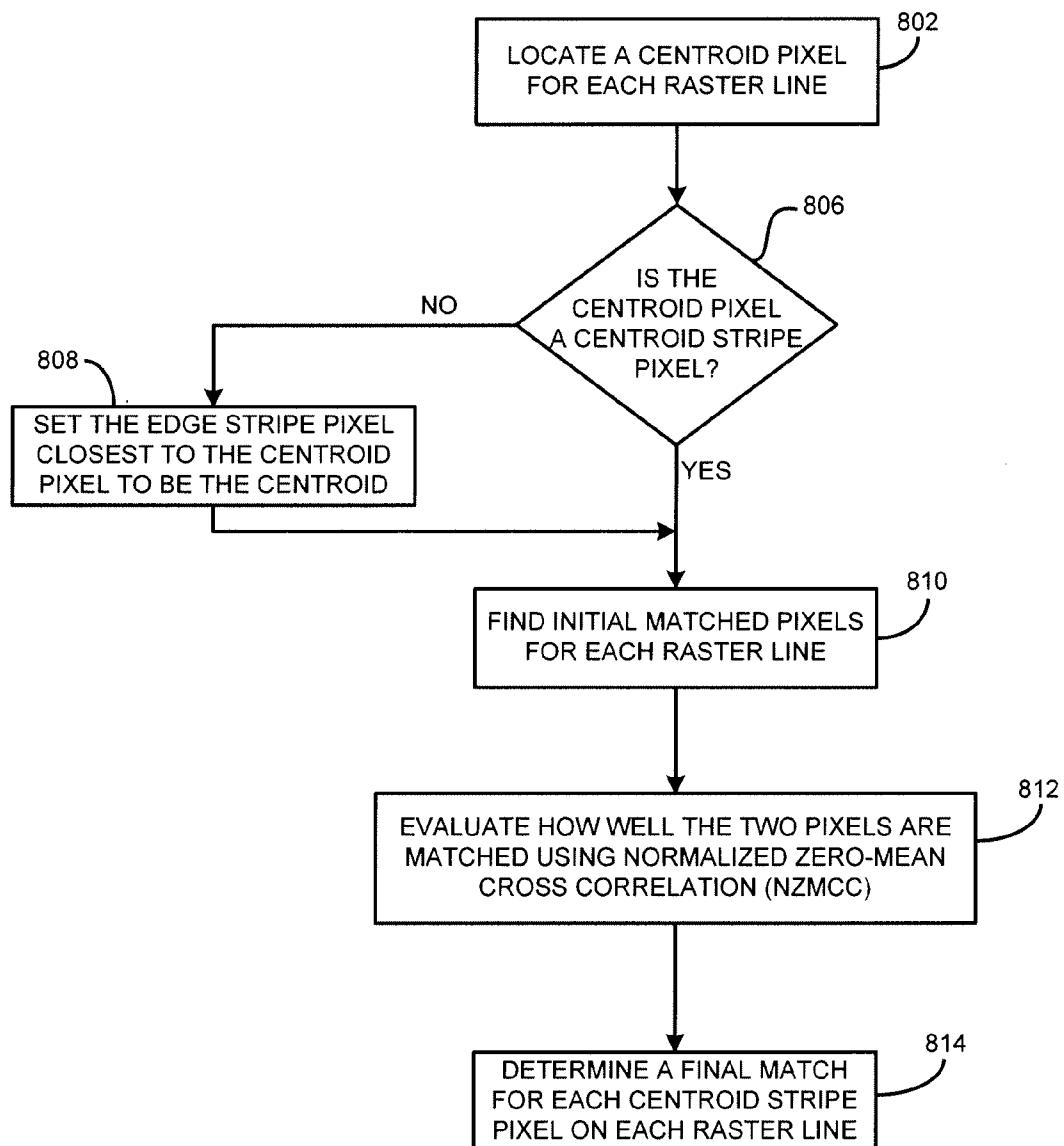 802
LOCATE A CENTROID PIXEL
FOR EACH RASTER LINE
806
IS THE
CENTROID PIXEL
A CENTROID STRIPE
PIXEL?
NO
808
SET THE EDGE STRIPE PIXEL
CLOSEST TO THE CENTROID
PIXEL TO BE THE CENTROID
YES
810
FIND INITIAL MATCHED PIXELS
FOR EACH RASTER LINE
812
EVALUATE HOW WELL THE TWO PIXELS ARE
MATCHED USING NORMALIZED ZERO-MEAN
CROSS CORRELATION (NZMCC)
814
DETERMINE A FINAL MATCH
FOR EACH CENTROID STRIPE
PIXEL ON EACH RASTER LINE